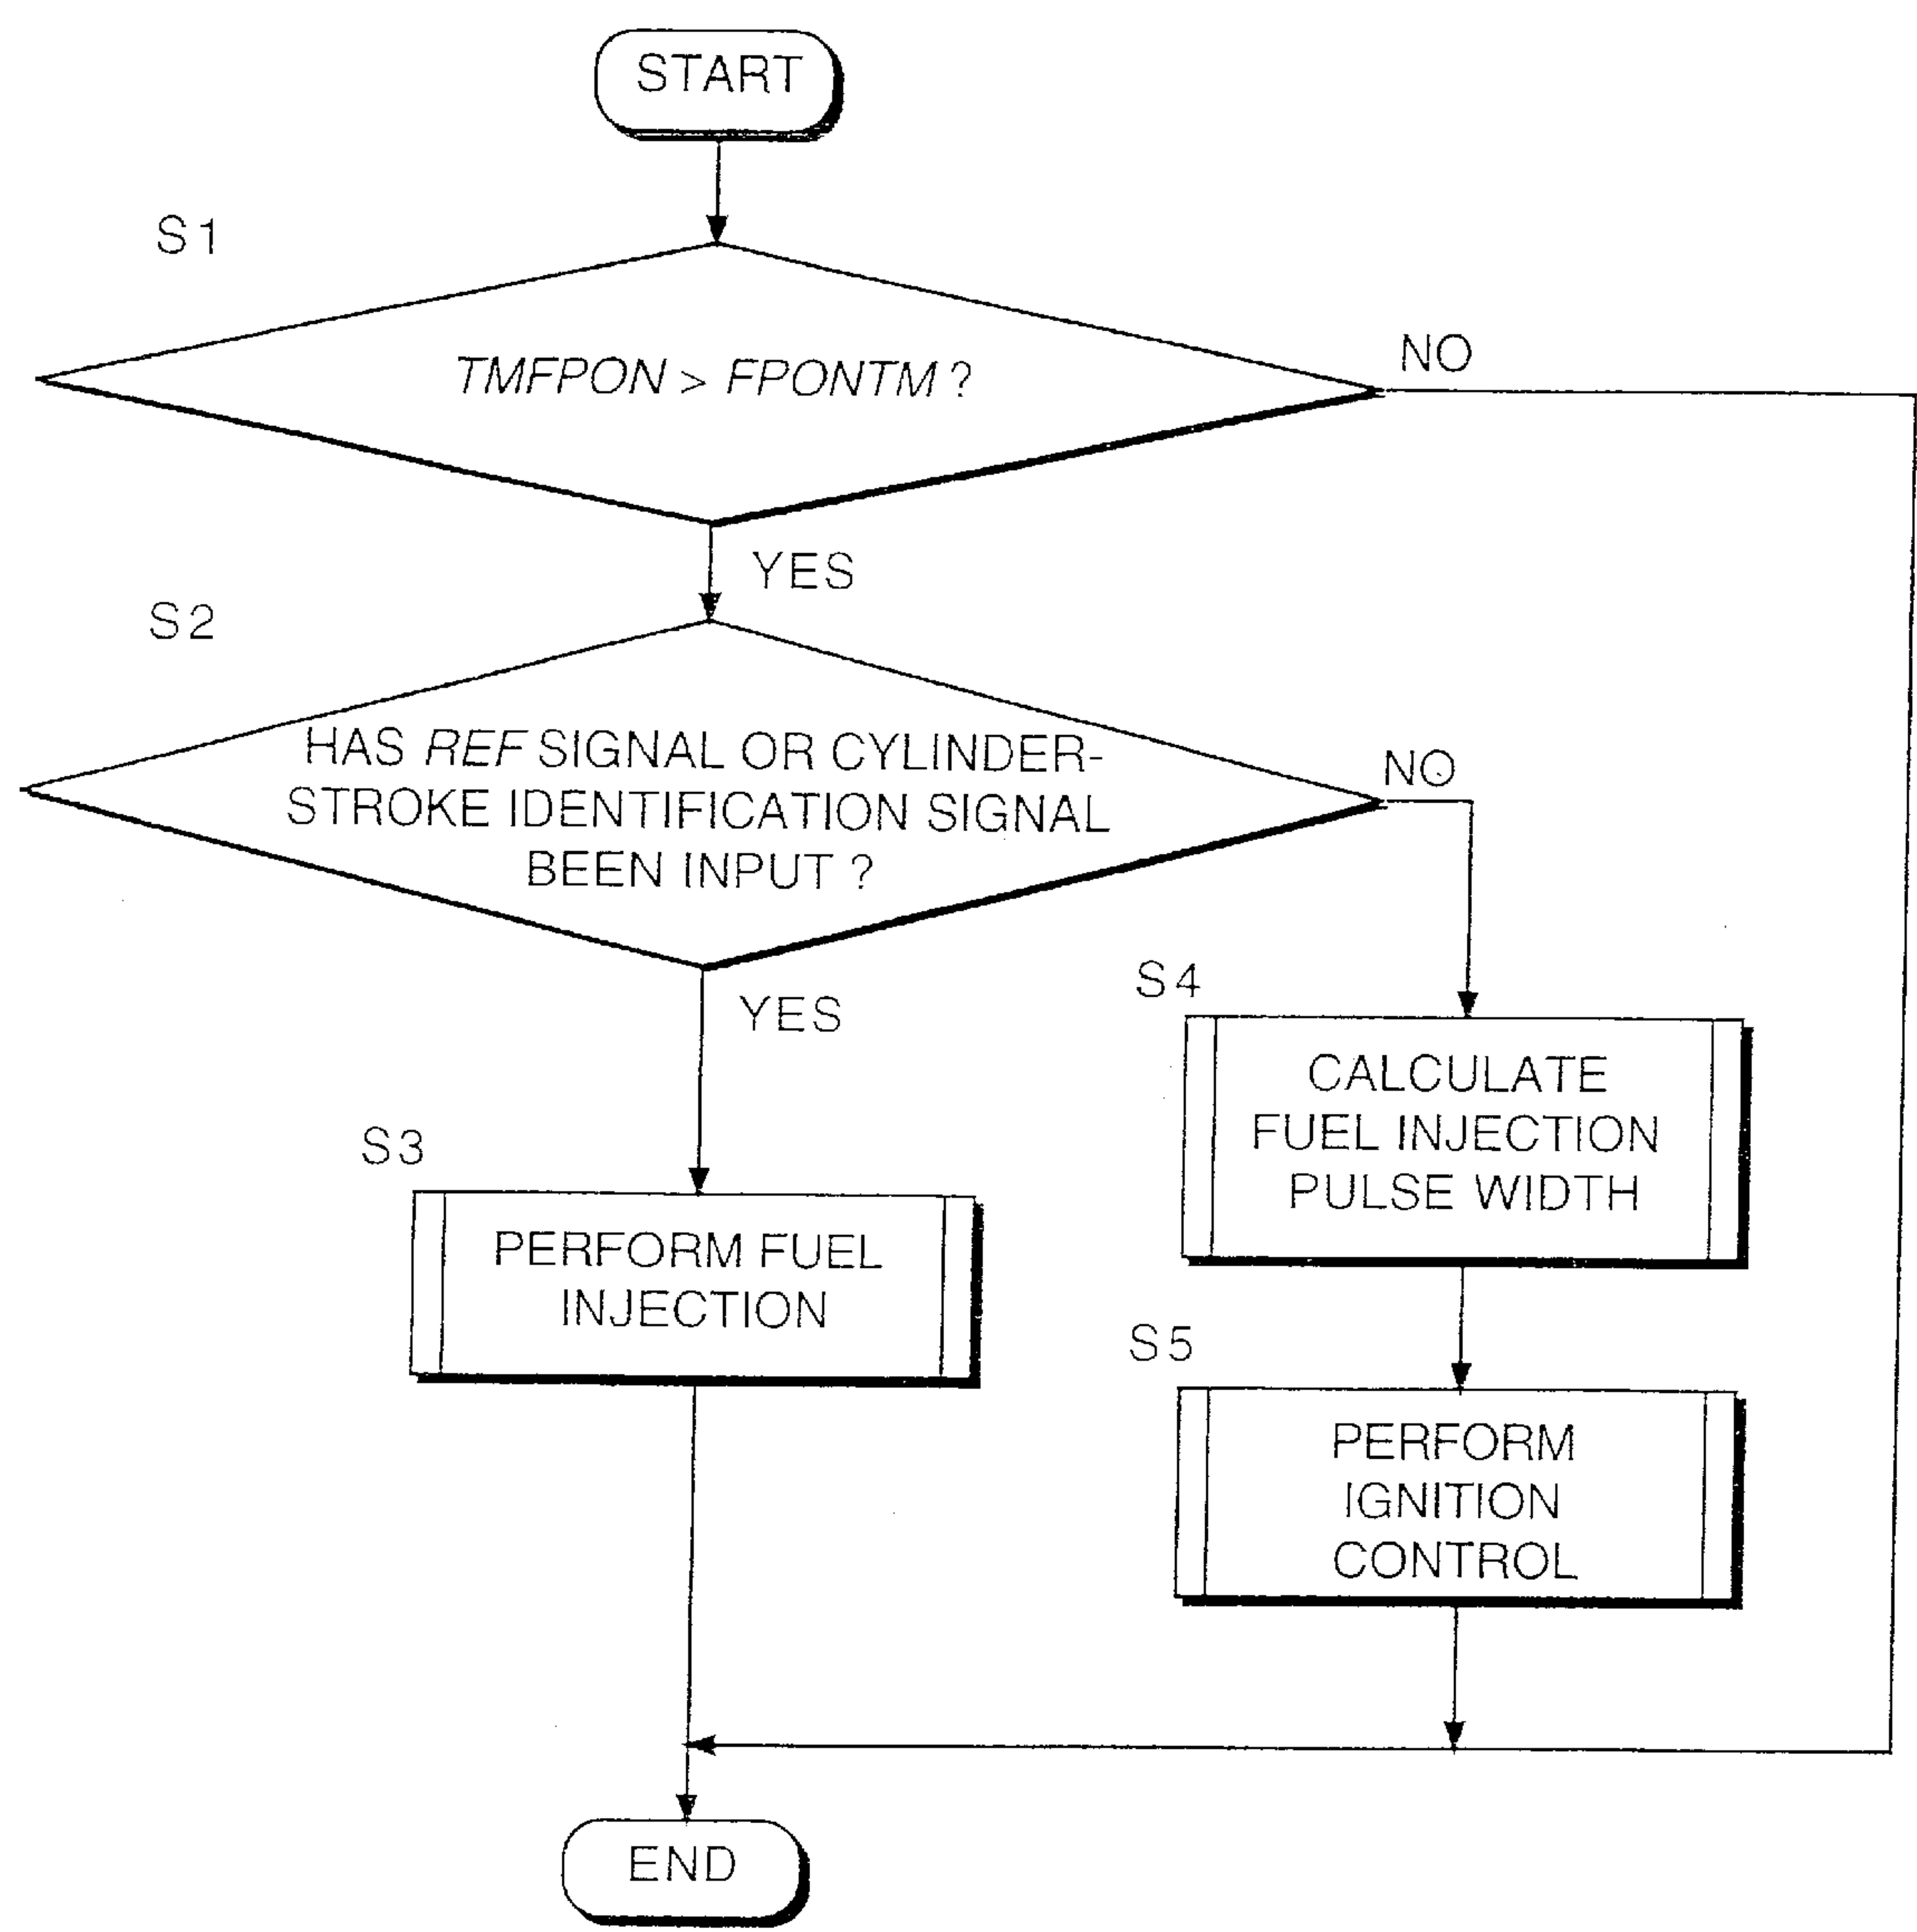 START
S1
TMFPON > FPONTM ?
NO
YES
S2
HAS REF SIGNAL OR CYLINDER-
STROKE IDENTIFICATION SIGNAL
BEEN INPUT ?
NO
YES
S4
CALCULATE
FUEL INJECTION
PULSE WIDTH
S3
PERFORM FUEL
INJECTION
S5
PERFORM
IGNITION
CONTROL
END